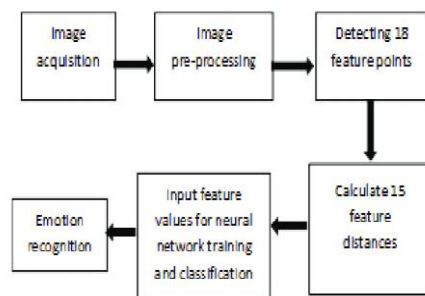 Image
acquisition
Image
pre-processing
Detecting 18
feature points
Calculate 15
feature
distances
Input feature
values for neural
network training
and classification
Emotion
recognition